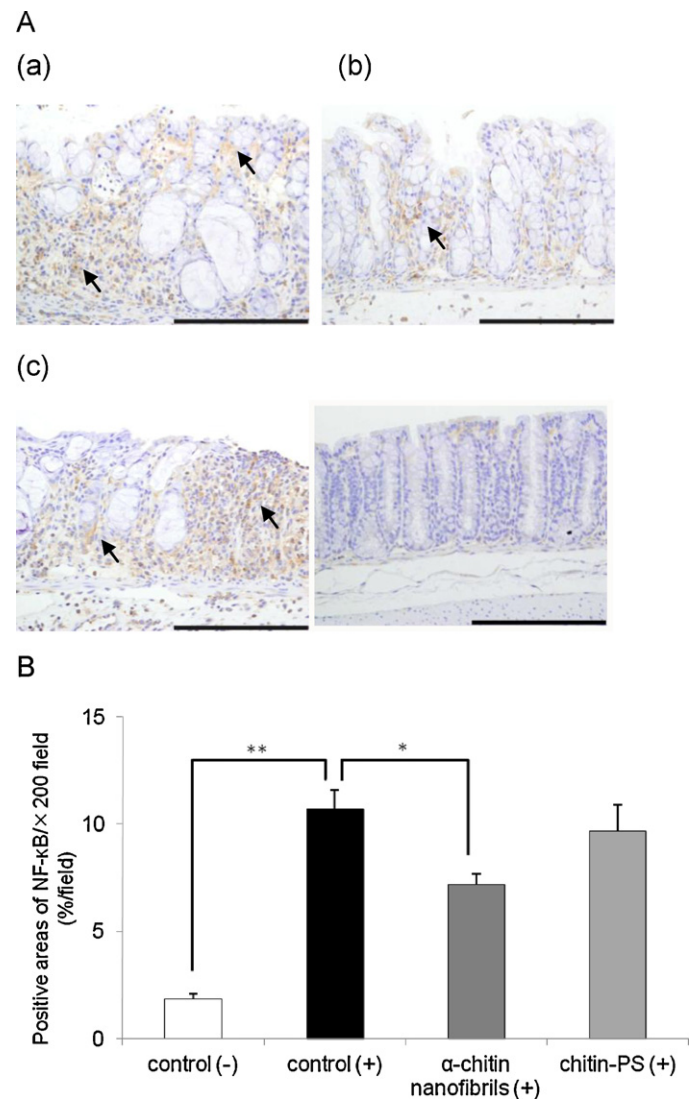 A
(a)
(b)
(c)
B
Positive areas of NF-κB/× 200 field
(%/field)
15
10
5
0
**
*
control (-)
control (+)
α-chitin
nanofibrils (+)
chitin-PS (+)